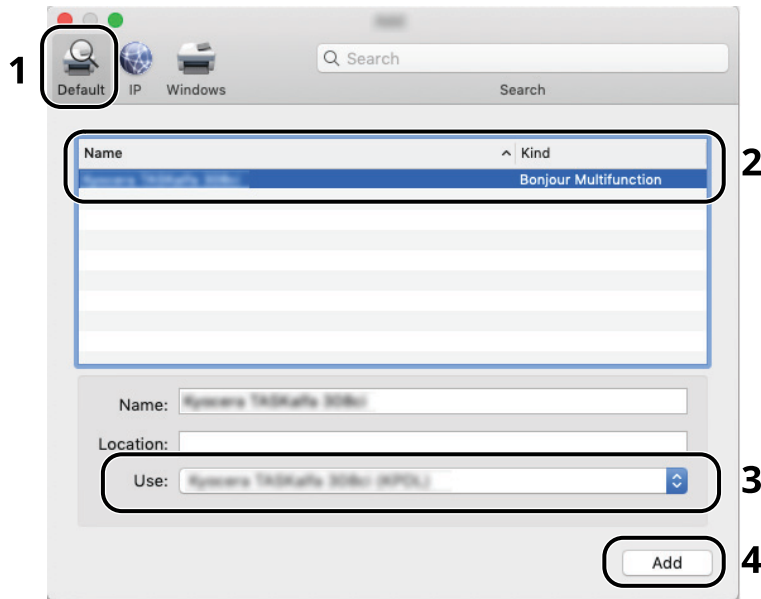 1
Default IP Windows
Search
Search
2
Name Kind
Bonjour Multifunction
Name:
Location:
Use:
3
Add
4